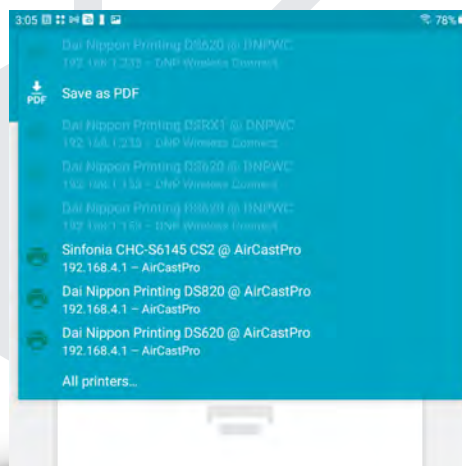 3:05
78%
Dai Nippon Printing DS620 @ DNPWC
192.168.1.233 – DNP Wireless Connect
PDF
Save as PDF
Dai Nippon Printing DSRX1 @ DNPWC
192.168.1.233 – DNP Wireless Connect
Dai Nippon Printing DS620 @ DNPWC
192.168.1.153 – DNP Wireless Connect
Dai Nippon Printing DS620 @ DNPWC
192.168.1.153 – DNP Wireless Connect
Sinfonia CHC-S6145 CS2 @ AirCastPro
192.168.4.1 – AirCastPro
Dai Nippon Printing DS820 @ AirCastPro
192.168.4.1 – AirCastPro
Dai Nippon Printing DS620 @ AirCastPro
192.168.4.1 – AirCastPro
All printers...